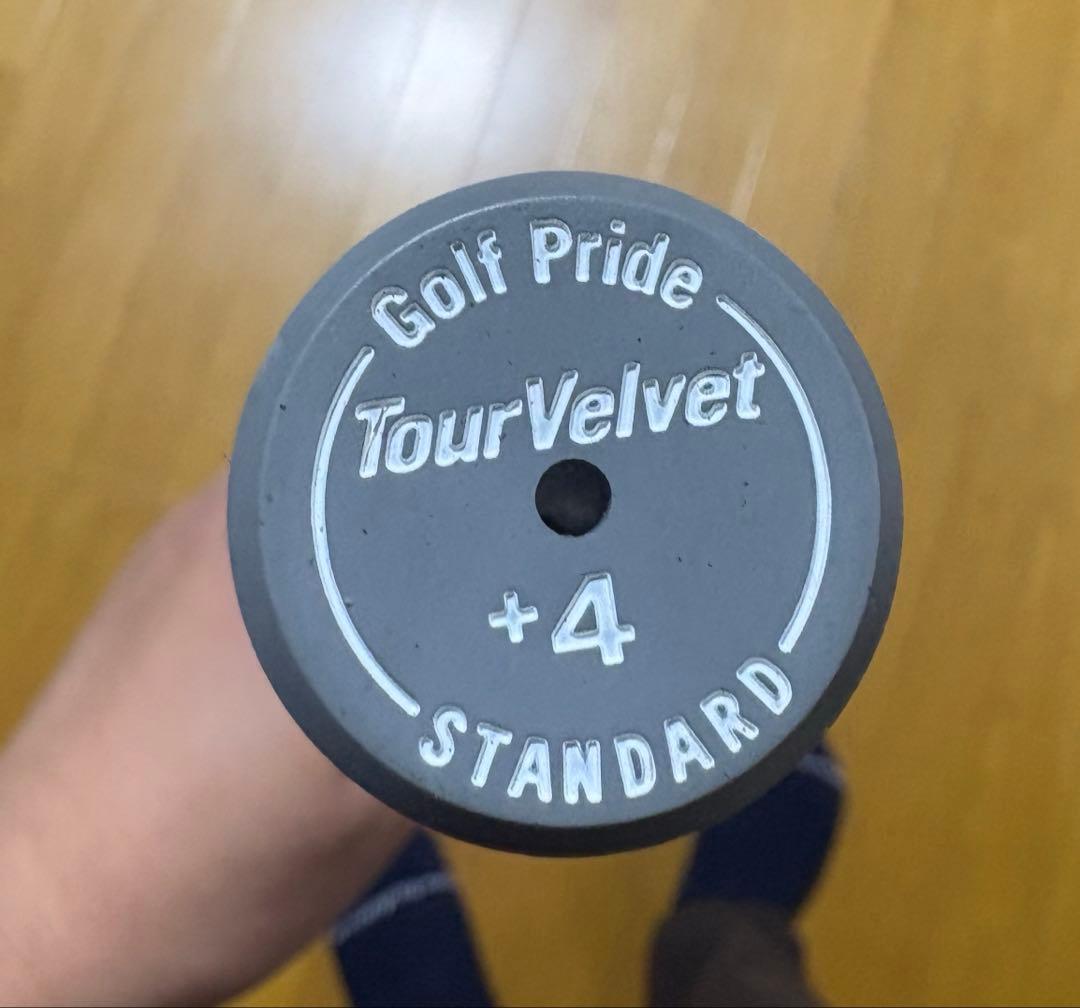 Golf Pride
TourVelvet
+4
STANDARD